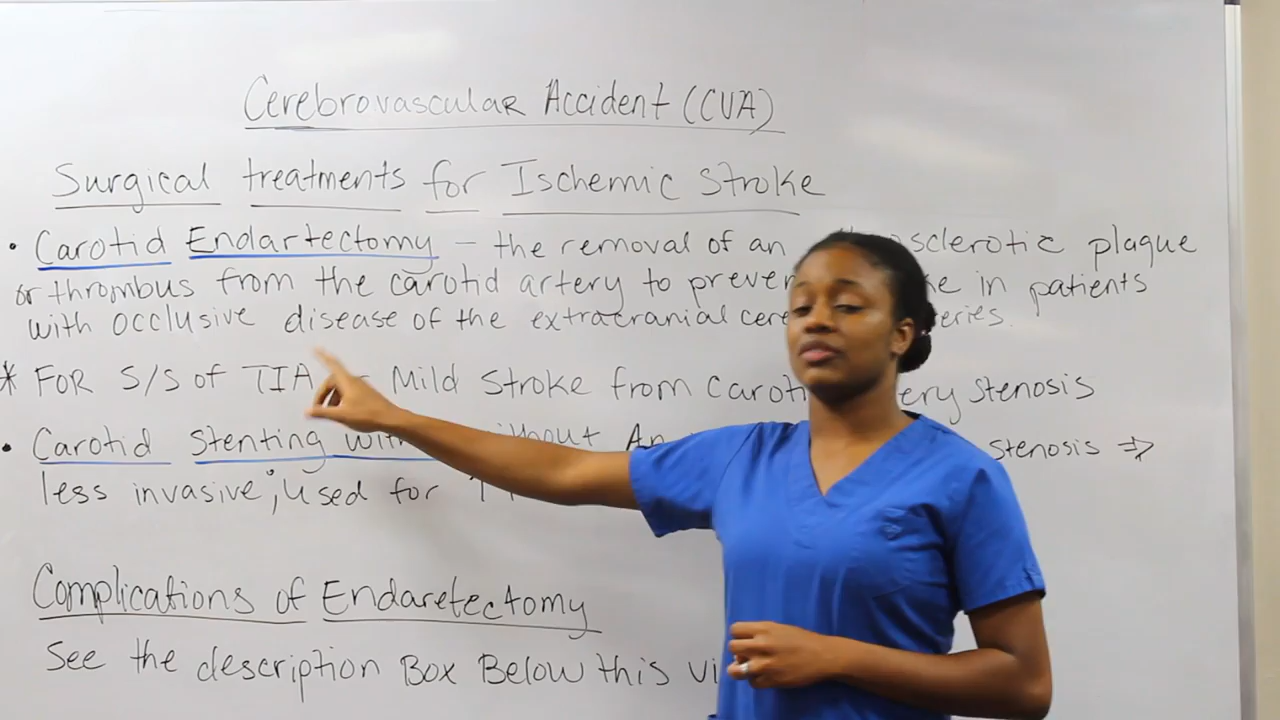 Cerebrovascular Accident (CVA)
Surgical treatments for Ischemic Stroke
• Carotid Endartectomy – the removal of an sclerotic plaque
or thrombus from the carotid artery to preven in patients
with occlusive disease of the extracranial cere eries.
* FOR S/S of TIA Mild Stroke from Caroti ery stenosis
• Carotid Stenting with ithout An stenosis ⇒
less invasive; used for
Complications of Endaretectomy
See the description Box Below this vi